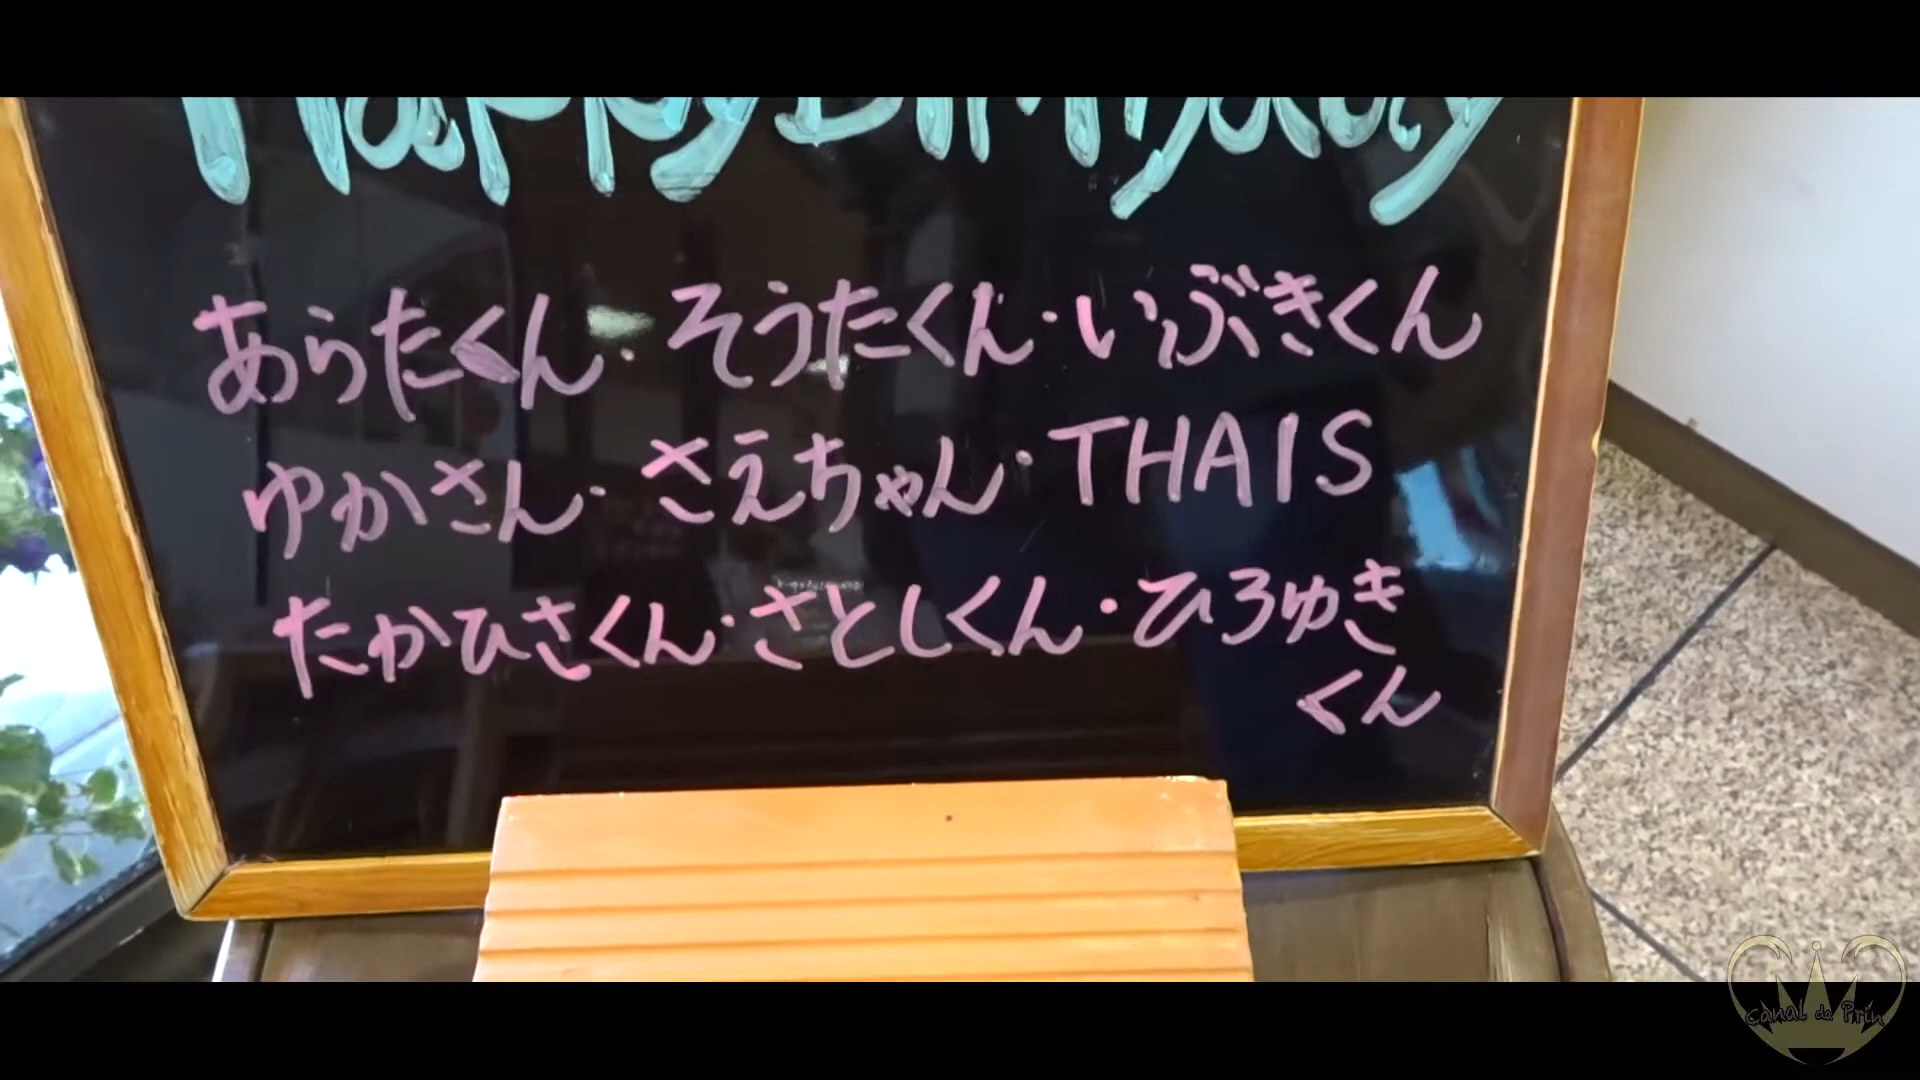 Happy Birthday
あらたくん・そうたくん・いぶきくん
ゆかさん・さえちゃん・THAIS
たかひさくん・さとしくん・ひろゆき
くん
Canal da Prin